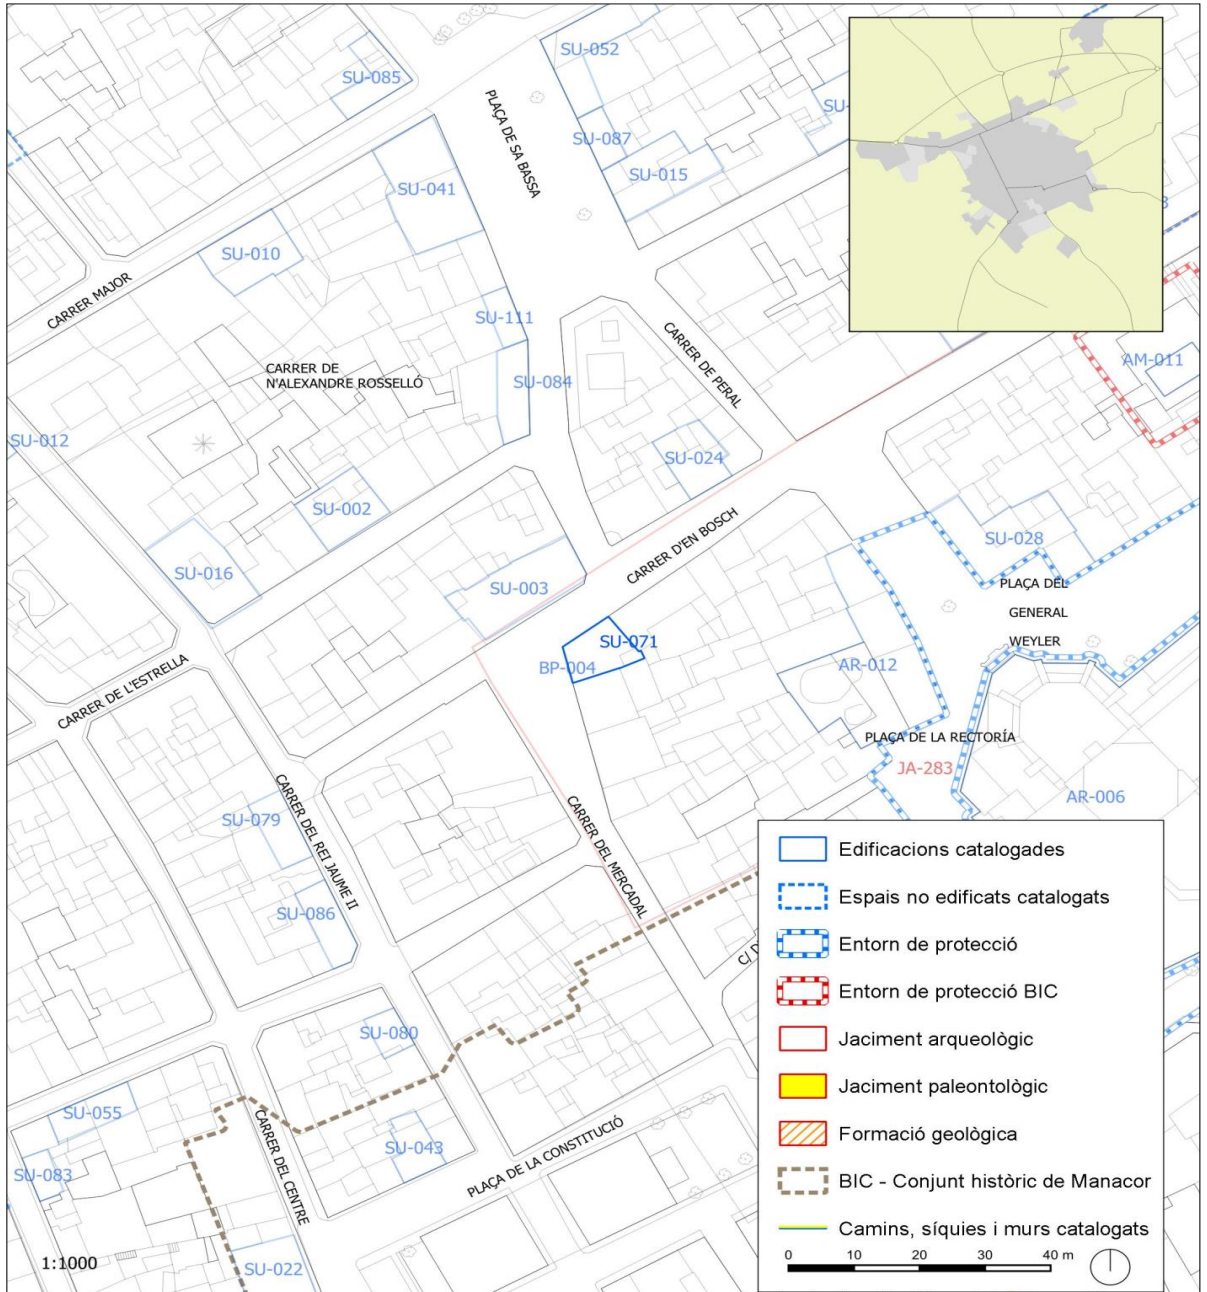 SU-052
SU-085
PLAÇA DE SA BASSA
SU-087
SU-015
SU-041
SU-010
CARRER MAJOR
SU-111
CARRER DE PERAL
AM-011
CARRER DE
N'ALEXANDRE ROSSELLÓ
SU-084
SU-012
SU-024
SU-002
CARRER D'EN BOSCH
SU-028
SU-016
SU-003
PLAÇA DEL
GENERAL
WEYLER
SU-071
BP-004
AR-012
CARRER DE L'ESTRELLA
PLAÇA DE LA RECTORÍA
JA-283
AR-006
CARRER DEL REI JAUME II
SU-079
CARRER DEL MERCADAL
SU-086
C/ D
SU-080
SU-055
CARRER DEL CENTRE
SU-043
PLAÇA DE LA CONSTITUCIÓ
SU-083
SU-022
1:1000
Edificacions catalogades
Espais no edificats catalogats
Entorn de protecció
Entorn de protecció BIC
Jaciment arqueològic
Jaciment paleontològic
Formació geològica
BIC - Conjunt històric de Manacor
Camins, síquies i murs catalogats
0 10 20 30 40 m